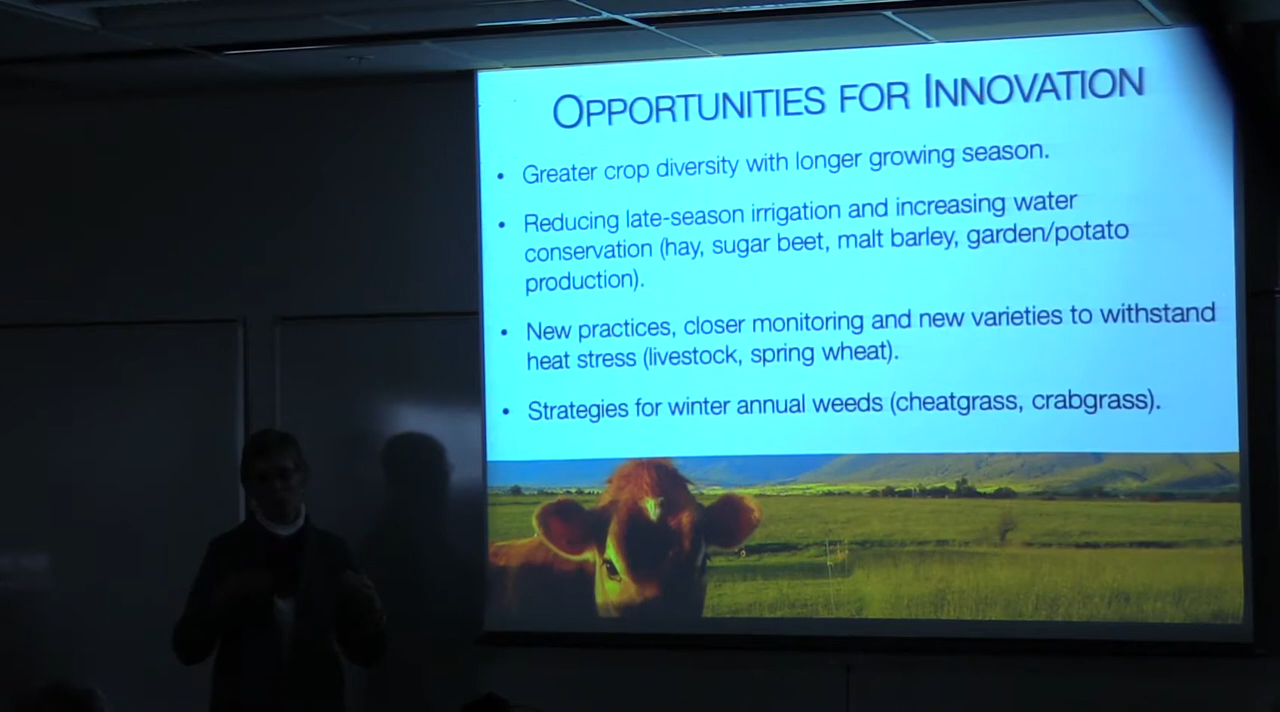 OPPORTUNITIES FOR INNOVATION
• Greater crop diversity with longer growing season.
• Reducing late-season irrigation and increasing water
conservation (hay, sugar beet, malt barley, garden/potato
production).
• New practices, closer monitoring and new varieties to withstand
heat stress (livestock, spring wheat).
• Strategies for winter annual weeds (cheatgrass, crabgrass).